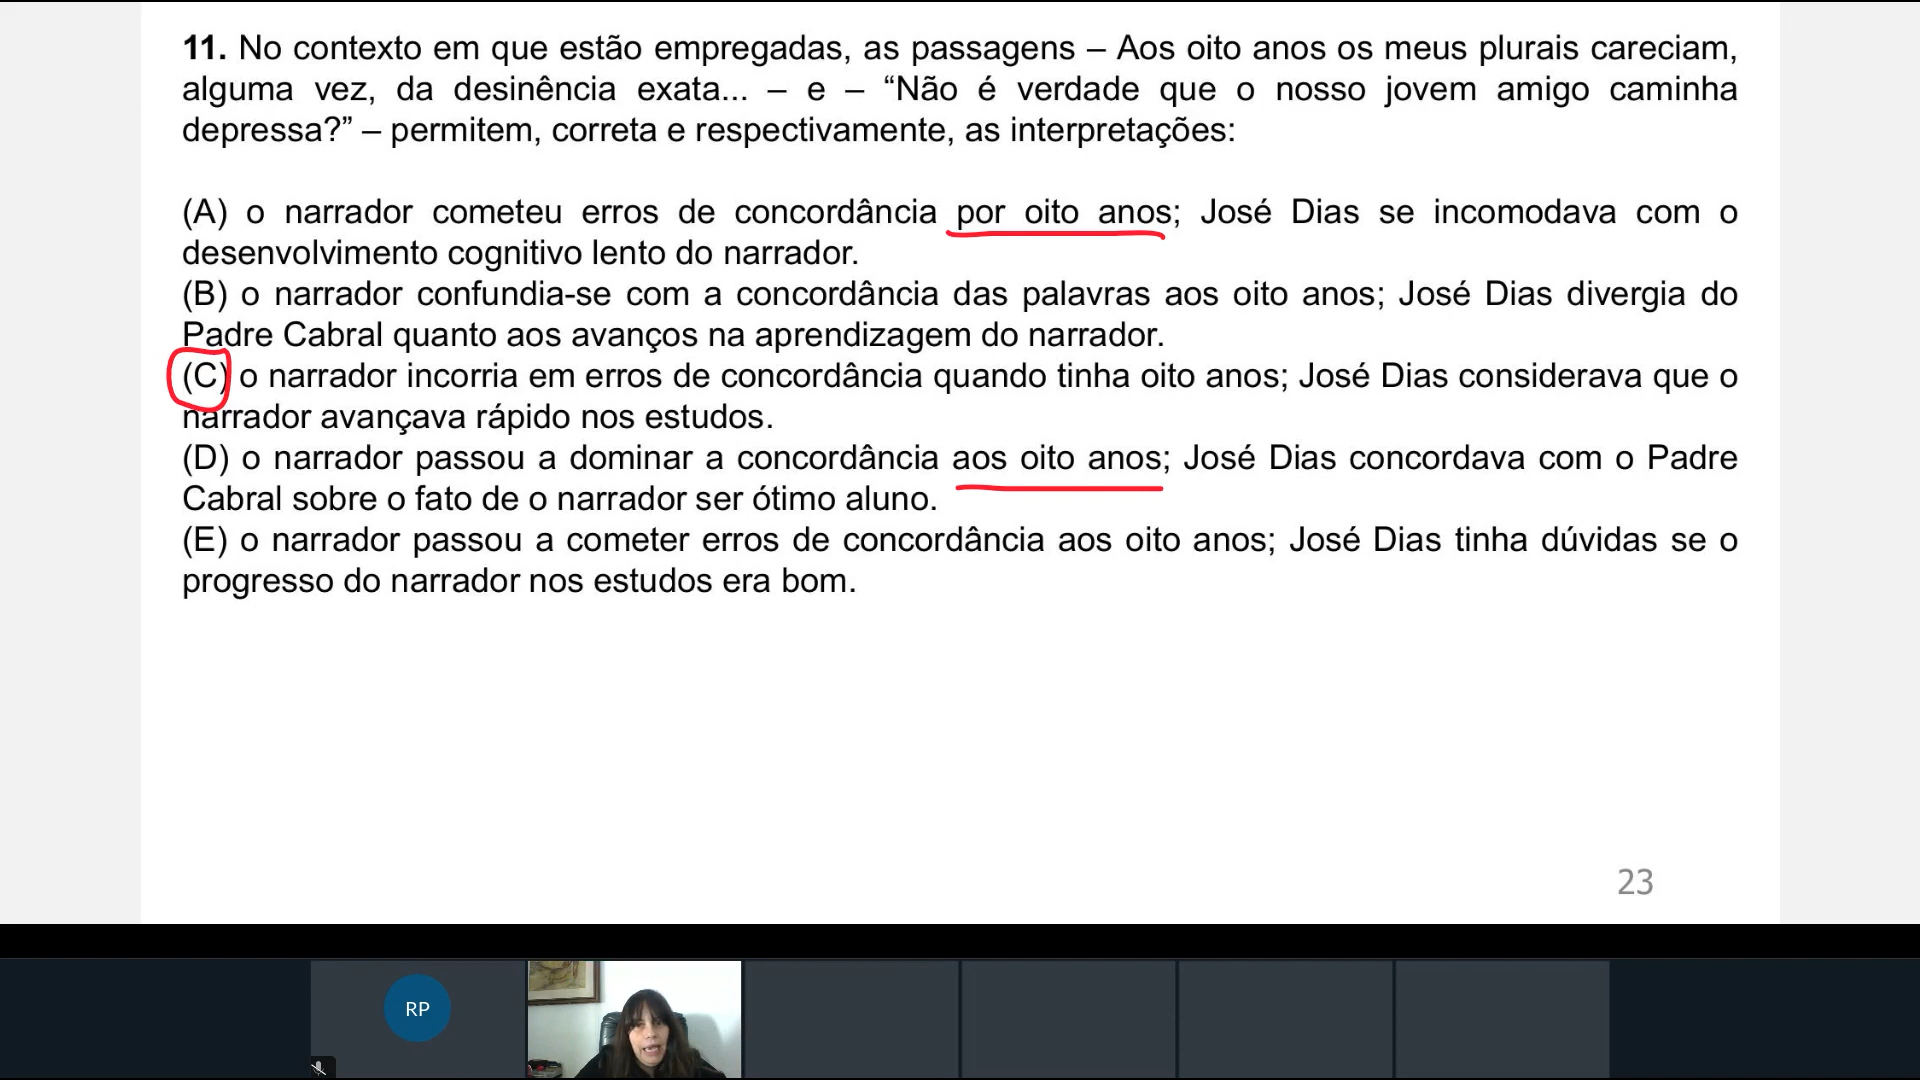 11. No contexto em que estão empregadas, as passagens – Aos oito anos os meus plurais careciam,
alguma vez, da desinência exata... – e – “Não é verdade que o nosso jovem amigo caminha
depressa?” – permitem, correta e respectivamente, as interpretações:
(A) o narrador cometeu erros de concordância por oito anos; José Dias se incomodava com o
desenvolvimento cognitivo lento do narrador.
(B) o narrador confundia-se com a concordância das palavras aos oito anos; José Dias divergia do
Padre Cabral quanto aos avanços na aprendizagem do narrador.
(C) o narrador incorria em erros de concordância quando tinha oito anos; José Dias considerava que o
narrador avançava rápido nos estudos.
(D) o narrador passou a dominar a concordância aos oito anos; José Dias concordava com o Padre
Cabral sobre o fato de o narrador ser ótimo aluno.
(E) o narrador passou a cometer erros de concordância aos oito anos; José Dias tinha dúvidas se o
progresso do narrador nos estudos era bom.
23
RP